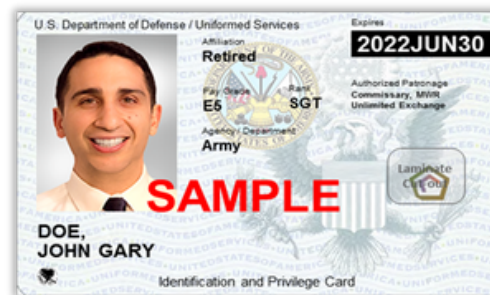 U.S. Department of Defense / Uniformed Services
Expires
2022JUN30
Affiliation
Retired
Pay Grade
E5
Rank
SGT
Agency / Department
Army
Authorized Patronage
Commissary, MWR
Unlimited Exchange
Laminate
SAMPLE
DOE,
JOHN GARY
Identification and Privilege Card